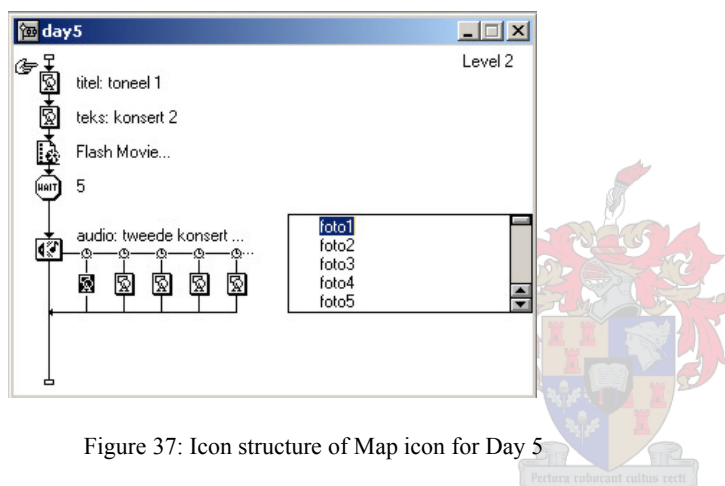 day5
Level 2
titel: toneel 1
teks: konsert 2
Flash Movie...
WAIT 5
audio: tweede konsert ...
foto1
foto2
foto3
foto4
foto5
Figure 37: Icon structure of Map icon for Day 5
Pectura roborant cultus recti